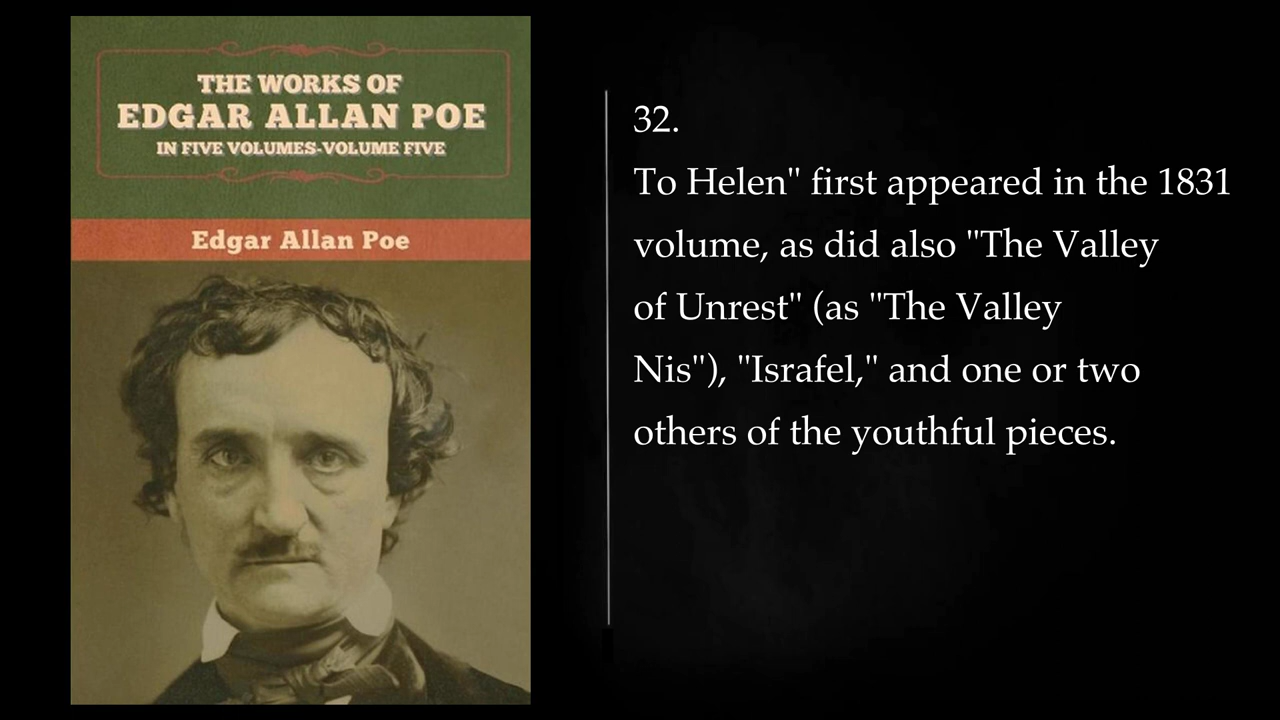 THE WORKS OF
EDGAR ALLAN POE
IN FIVE VOLUMES-VOLUME FIVE
Edgar Allan Poe
32.
To Helen" first appeared in the 1831
volume, as did also "The Valley
of Unrest" (as "The Valley
Nis"), "Israfel," and one or two
others of the youthful pieces.